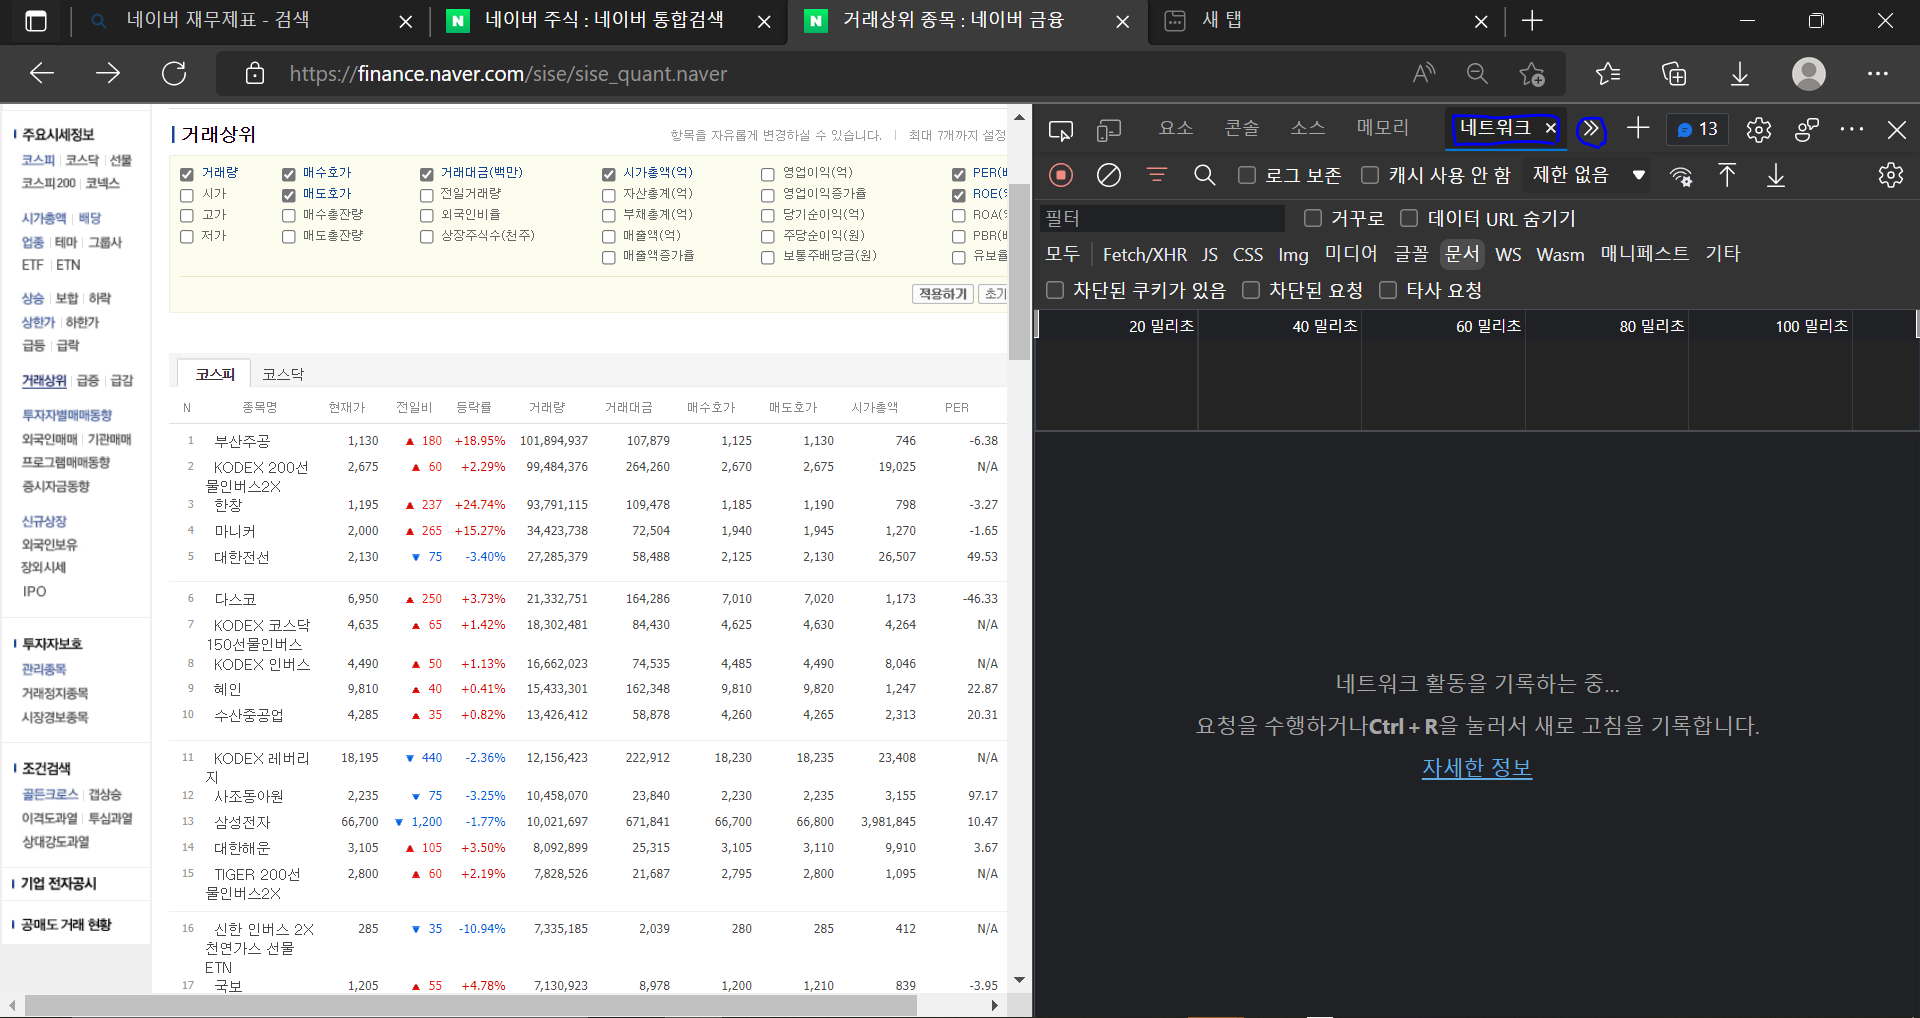 네이버 재무제표 - 검색
네이버 주식 : 네이버 통합검색
거래상위 종목 : 네이버 금융
새 탭
https://finance.naver.com/sise/sise_quant.naver
주요시세정보
코스피 코스닥 선물
코스피200 코넥스
시가총액 배당
업종 테마 그룹사
ETF ETN
상승 보합 하락
상한가 하한가
급등 급락
거래상위 급증 급감
투자자별매매동향
외국인매매 기관매매
프로그램매매동향
증시자금동향
신규상장
외국인보유
장외시세
IPO
투자자보호
관리종목
거래정지종목
시장경보종목
조건검색
골든크로스 갭상승
이격도과열 투심과열
상대강도과열
기업 전자공시
공매도 거래 현황
거래상위
항목을 자유롭게 변경하실 수 있습니다. 최대 7개까지 설정
거래량 매수호가 거래대금(백만) 시가총액(억) 영업이익(억) PER(
시가 매도호가 전일거래량 자산총계(억) 영업이익증가율 ROE(
고가 매수총잔량 외국인비율 부채총계(억) 당기순이익(억) ROA(
저가 매도총잔량 상장주식수(천주) 매출액(억) 주당순이익(원) PBR(
매출액증가율 보통주배당금(원) 유보율
적용하기 초기
코스피 코스닥
N 종목명 현재가 전일비 등락률 거래량 거래대금 매수호가 매도호가 시가총액 PER
1 부산주공 1,130 ▲ 180 +18.95% 101,894,937 107,879 1,125 1,130 746 -6.38
2 KODEX 200선물인버스2X 2,675 ▲ 60 +2.29% 99,484,376 264,260 2,670 2,675 19,025 N/A
3 한창 1,195 ▲ 237 +24.74% 93,791,115 109,478 1,185 1,190 798 -3.27
4 마니커 2,000 ▲ 265 +15.27% 34,423,738 72,504 1,940 1,945 1,270 -1.65
5 대한전선 2,130 ▼ 75 -3.40% 27,285,379 58,488 2,125 2,130 26,507 49.53
6 다스코 6,950 ▲ 250 +3.73% 21,332,751 164,286 7,010 7,020 1,173 -46.33
7 KODEX 코스닥150선물인버스 4,635 ▲ 65 +1.42% 18,302,481 84,430 4,625 4,630 4,264 N/A
8 KODEX 인버스 4,490 ▲ 50 +1.13% 16,662,023 74,535 4,485 4,490 8,046 N/A
9 혜인 9,810 ▲ 40 +0.41% 15,433,301 162,348 9,810 9,820 1,247 22.87
10 수산중공업 4,285 ▲ 35 +0.82% 13,426,412 58,878 4,260 4,265 2,313 20.31
11 KODEX 레버리지 18,195 ▼ 440 -2.36% 12,156,423 222,912 18,230 18,235 23,408 N/A
12 사조동아원 2,235 ▼ 75 -3.25% 10,458,070 23,840 2,230 2,235 3,155 97.17
13 삼성전자 66,700 ▼ 1,200 -1.77% 10,021,697 671,841 66,700 66,800 3,981,845 10.47
14 대한해운 3,105 ▲ 105 +3.50% 8,092,899 25,315 3,105 3,110 9,910 3.67
15 TIGER 200선물인버스2X 2,800 ▲ 60 +2.19% 7,828,526 21,687 2,795 2,800 1,095 N/A
16 신한 인버스 2X 천연가스 선물 ETN 285 ▼ 35 -10.94% 7,335,185 2,039 280 285 412 N/A
17 국보 1,205 ▲ 55 +4.78% 7,130,923 8,978 1,200 1,210 839 -3.95
요소 콘솔 소스 메모리 네트워크 13
로그 보존 캐시 사용 안 함 제한 없음
필터 거꾸로 데이터 URL 숨기기
모두 Fetch/XHR JS CSS Img 미디어 글꼴 문서 WS Wasm 매니페스트 기타
차단된 쿠키가 있음 차단된 요청 타사 요청
20 밀리초 40 밀리초 60 밀리초 80 밀리초 100 밀리초
네트워크 활동을 기록하는 중...
요청을 수행하거나Ctrl + R을 눌러서 새로 고침을 기록합니다.
자세한 정보